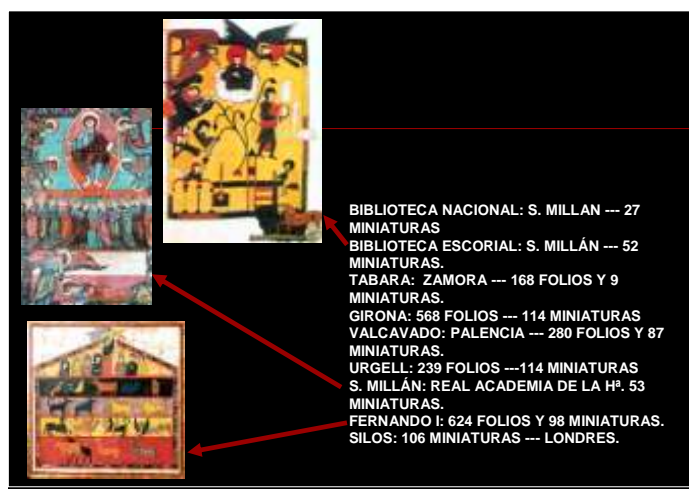 BIBLIOTECA NACIONAL: S. MILLAN --- 27
MINIATURAS
BIBLIOTECA ESCORIAL: S. MILLÁN --- 52
MINIATURAS.
TABARA:  ZAMORA --- 168 FOLIOS Y 9
MINIATURAS.
GIRONA: 568 FOLIOS --- 114 MINIATURAS
VALCAVADO: PALENCIA --- 280 FOLIOS Y 87
MINIATURAS.
URGELL: 239 FOLIOS ---114 MINIATURAS
S. MILLÁN: REAL ACADEMIA DE LA Hª. 53
MINIATURAS.
FERNANDO I: 624 FOLIOS Y 98 MINIATURAS.
SILOS: 106 MINIATURAS --- LONDRES.